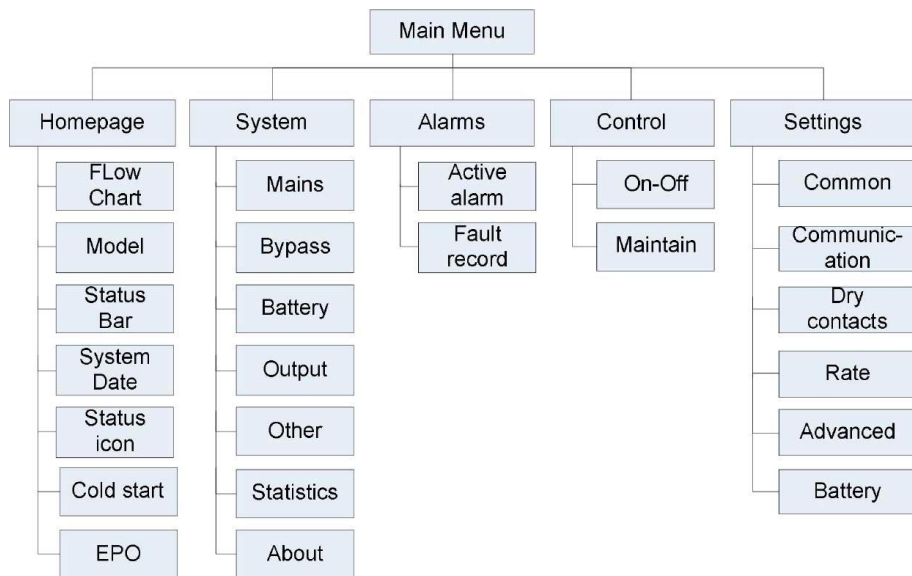 Main Menu
Homepage
System
Alarms
Control
Settings
FLow
Chart
Model
Status
Bar
System
Date
Status
icon
Cold start
EPO
Mains
Bypass
Battery
Output
Other
Statistics
About
Active
alarm
Fault
record
On-Off
Maintain
Common
Communic-
ation
Dry
contacts
Rate
Advanced
Battery